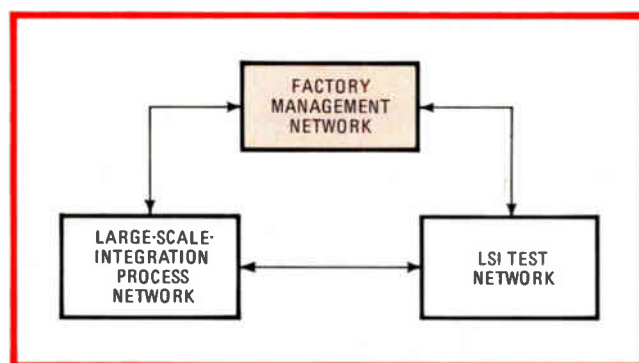 FACTORY
MANAGEMENT
NETWORK
LARGE-SCALE-
INTEGRATION
PROCESS
NETWORK
LSI TEST
NETWORK